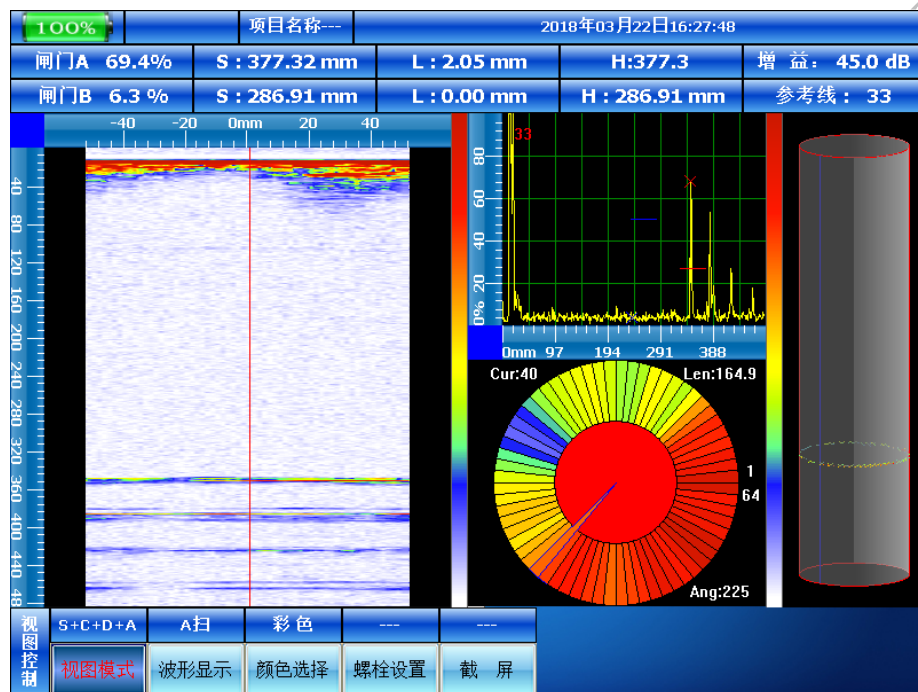 100% 项目名称--- 2018年03月22日16:27:48
闸门A 69.4% S : 377.32 mm L : 2.05 mm H:377.3 增 益: 45.0 dB
闸门B 6.3 % S : 286.91 mm L : 0.00 mm H : 286.91 mm 参考线 : 33
-40 -20 0mm 20 40
40
80
120
160
200
240
280
320
360
400
440
48
33
80
60
40
20
0%
0mm 97 194 291 388
Cur:40 Len:164.9
1
64
Ang:225
视图控制
S+C+D+A A扫 彩 色 --- ---
视图模式 波形显示 颜色选择 螺栓设置 截 屏